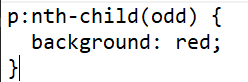 p:nth-child(odd) {
  background: red;
}